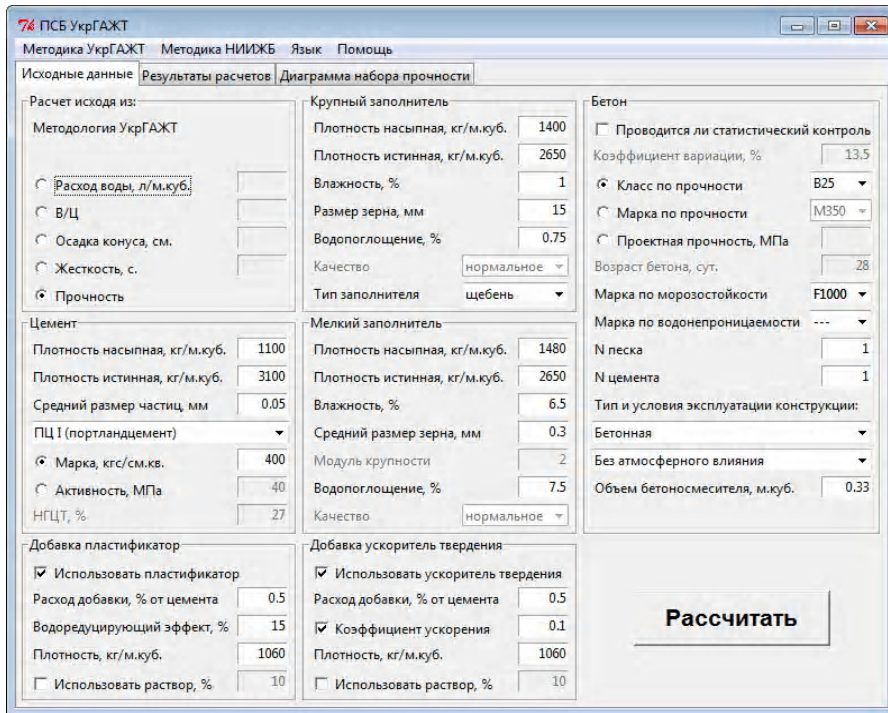 ПСБ УкрГАЖТ
Методика УкрГАЖТ Методика НИИЖБ Язык Помощь
Исходные данные Результаты расчетов Диаграмма набора прочности
Расчет исходя из:
Методология УкрГАЖТ
Расход воды, л/м.куб.
В/Ц
Осадка конуса, см.
Жесткость, с.
Прочность
Цемент
Плотность насыпная, кг/м.куб. 1100
Плотность истинная, кг/м.куб. 3100
Средний размер частиц, мм 0.05
ПЦ I (портландцемент)
Марка, кгс/см.кв. 400
Активность, МПа 40
НГЦТ, % 27
Добавка пластификатор
Использовать пластификатор
Расход добавки, % от цемента 0.5
Водоредуцирующий эффект, % 15
Плотность, кг/м.куб. 1060
Использовать раствор, % 10
Крупный заполнитель
Плотность насыпная, кг/м.куб. 1400
Плотность истинная, кг/м.куб. 2650
Влажность, % 1
Размер зерна, мм 15
Водопоглощение, % 0.75
Качество нормальное
Тип заполнителя щебень
Мелкий заполнитель
Плотность насыпная, кг/м.куб. 1480
Плотность истинная, кг/м.куб. 2650
Влажность, % 6.5
Средний размер зерна, мм 0.3
Модуль крупности 2
Водопоглощение, % 7.5
Качество нормальное
Добавка ускоритель твердения
Использовать ускоритель твердения
Расход добавки, % от цемента 0.5
Коэффициент ускорения 0.1
Плотность, кг/м.куб. 1060
Использовать раствор, % 10
Бетон
Проводится ли статистический контроль
Коэффициент вариации, % 13.5
Класс по прочности B25
Марка по прочности M350
Проектная прочность, МПа
Возраст бетона, сут. 28
Марка по морозостойкости F1000
Марка по водонепроницаемости ---
N песка 1
N цемента 1
Тип и условия эксплуатации конструкции:
Бетонная
Без атмосферного влияния
Объем бетоносмесителя, м.куб. 0.33
Рассчитать